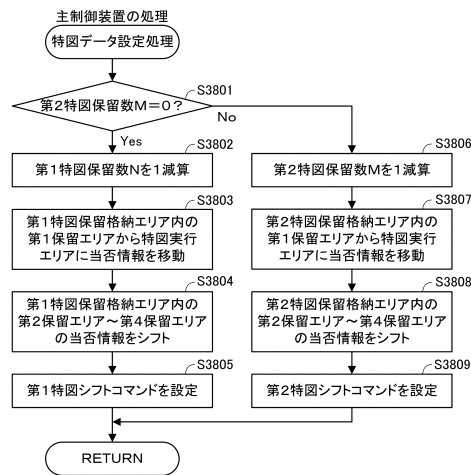 主制御装置の処理
特図データ設定処理
S3801
第2特図保留数M=0?
No
Yes
S3802
第1特図保留数Nを1減算
S3803
第1特図保留格納エリア内の
第1保留エリアから特図実行
エリアに当否情報を移動
S3804
第1特図保留格納エリア内の
第2保留エリア~第4保留エリア
の当否情報をシフト
S3805
第1特図シフトコマンドを設定
S3806
第2特図保留数Mを1減算
S3807
第2特図保留格納エリア内の
第1保留エリアから特図実行
エリアに当否情報を移動
S3808
第2特図保留格納エリア内の
第2保留エリア~第4保留エリア
の当否情報をシフト
S3809
第2特図シフトコマンドを設定
RETURN